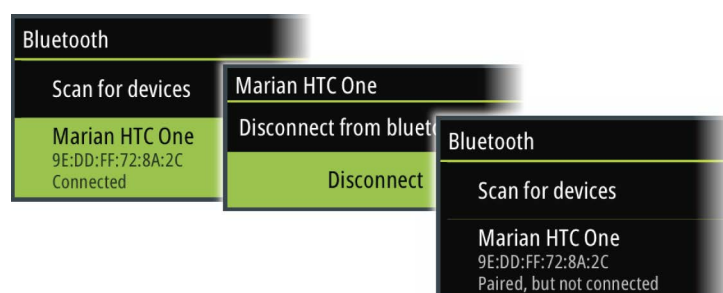 Bluetooth
Scan for devices
Marian HTC One
9E:DD:FF:72:8A:2C
Connected
Marian HTC One
Disconnect from
Disconnect
Bluetooth
Scan for devices
Marian HTC One
9E:DD:FF:72:8A:2C
Paired, but not connected